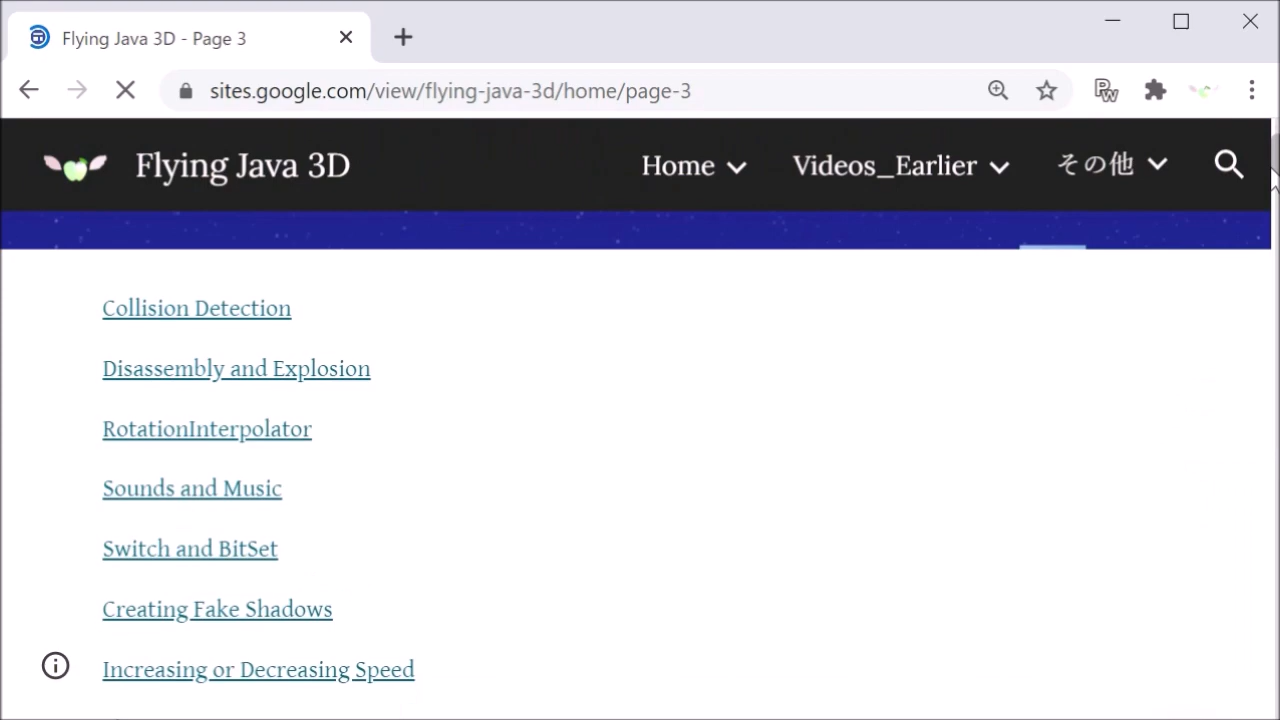 Flying Java 3D - Page 3
sites.google.com/view/flying-java-3d/home/page-3
Flying Java 3D
Home
Videos_Earlier
その他
Collision Detection
Disassembly and Explosion
RotationInterpolator
Sounds and Music
Switch and BitSet
Creating Fake Shadows
Increasing or Decreasing Speed